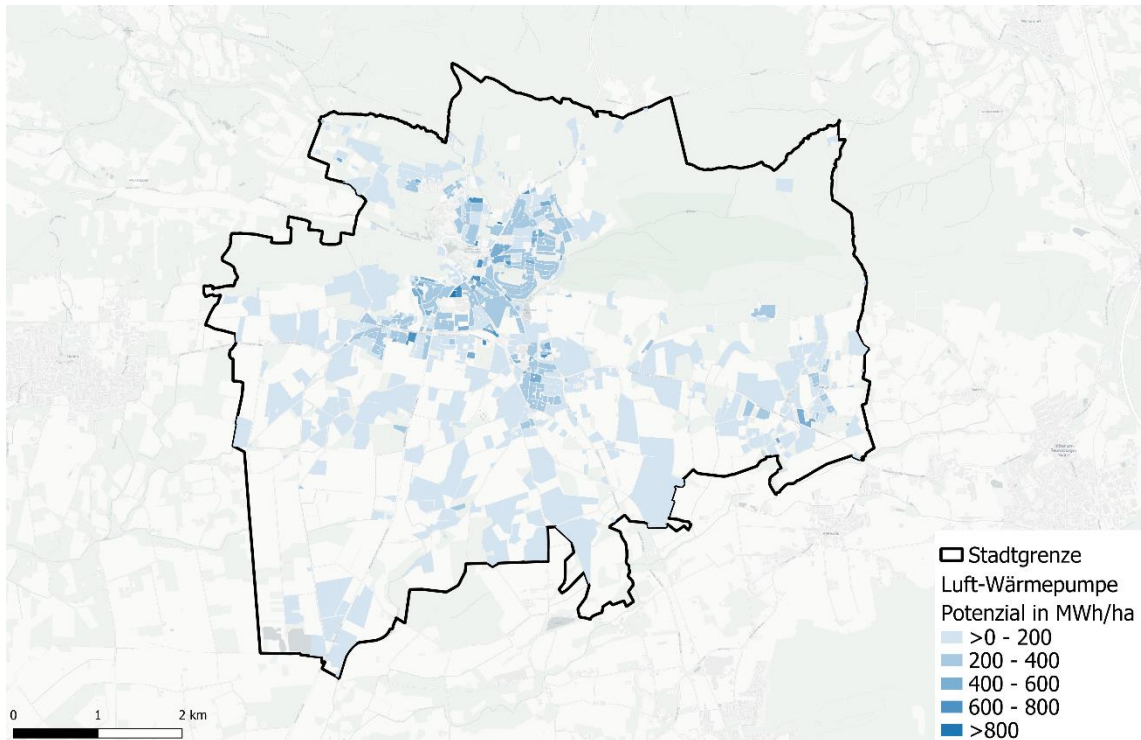 Stadtgrenze
Luft-Wärmepumpe
Potenzial in MWh/ha
>0 - 200
200 - 400
400 - 600
600 - 800
>800
0 1 2 km